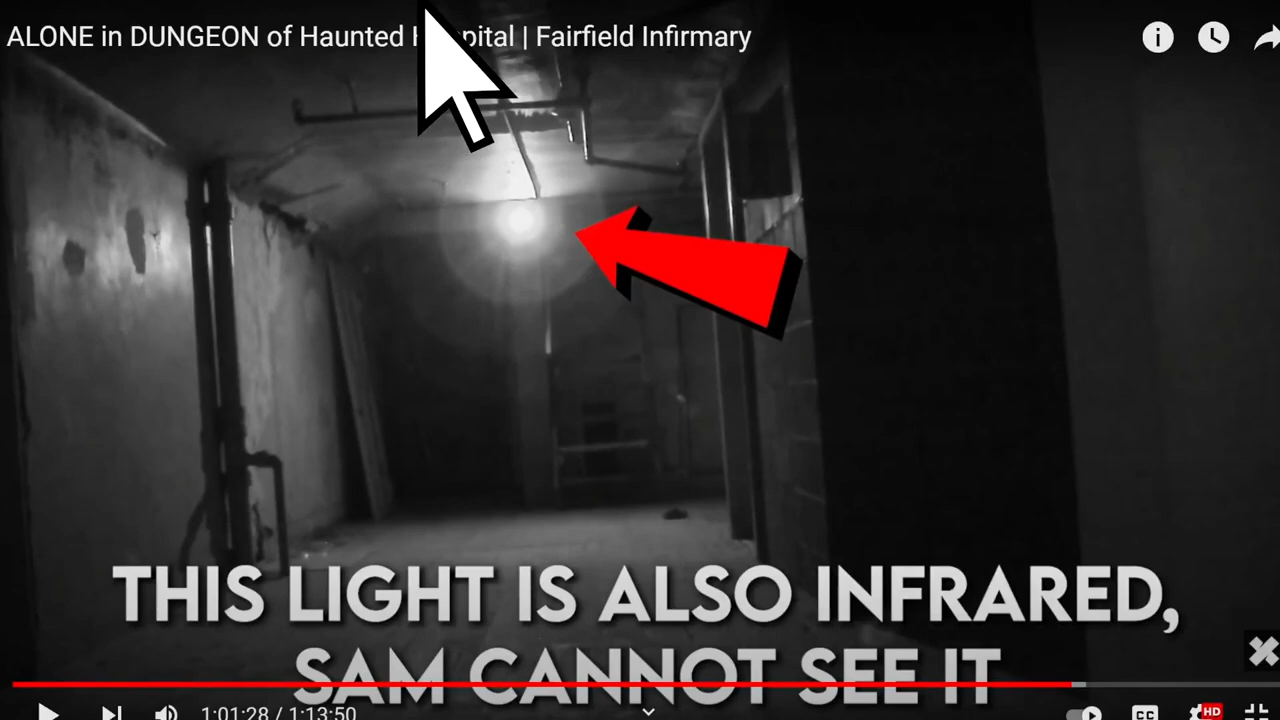 ALONE in DUNGEON of Haunted H pital | Fairfield Infirmary
THIS LIGHT IS ALSO INFRARED,
SAM CANNOT SEE IT
1:01:28 / 1:13:50
CC
HD